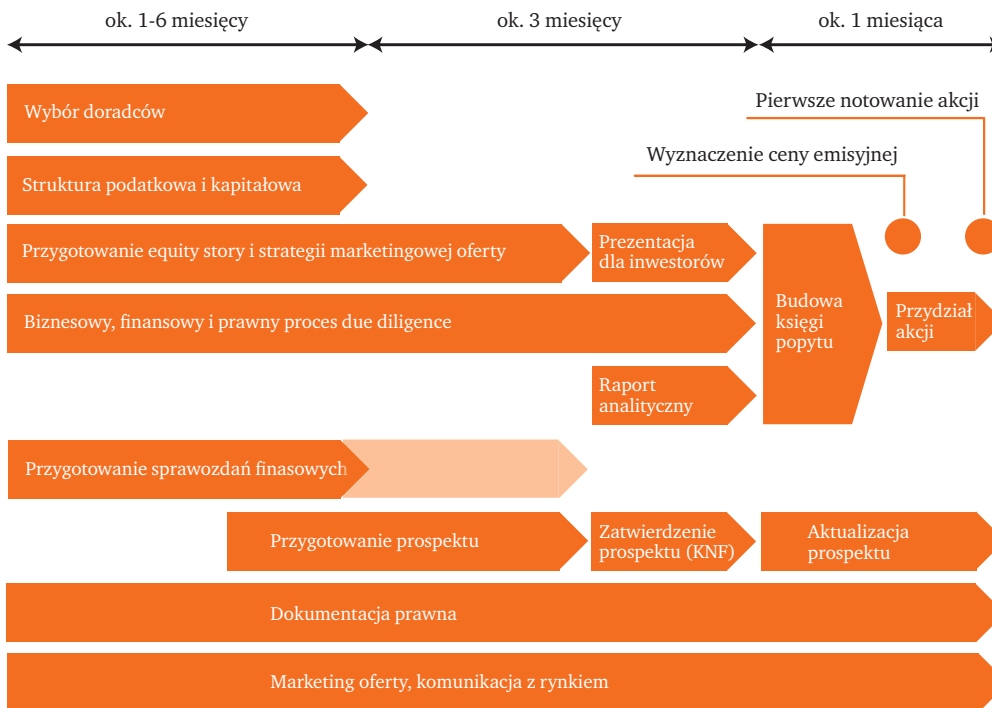 ok. 1-6 miesięcy
ok. 3 miesięcy
ok. 1 miesiąca
Wybór doradców
Pierwsze notowanie akcji
Wyznaczenie ceny emisyjnej
Struktura podatkowa i kapitałowa
Przygotowanie equity story i strategii marketingowej oferty
Prezentacja
dla inwestorów
Biznesowy, finansowy i prawny proces due diligence
Budowa
księgi
popytu
Przydział
akcji
Raport
analityczny
Przygotowanie sprawozdań finasowych
Przygotowanie prospektu
Zatwierdzenie
prospektu (KNF)
Aktualizacja
prospektu
Dokumentacja prawna
Marketing oferty, komunikacja z rynkiem